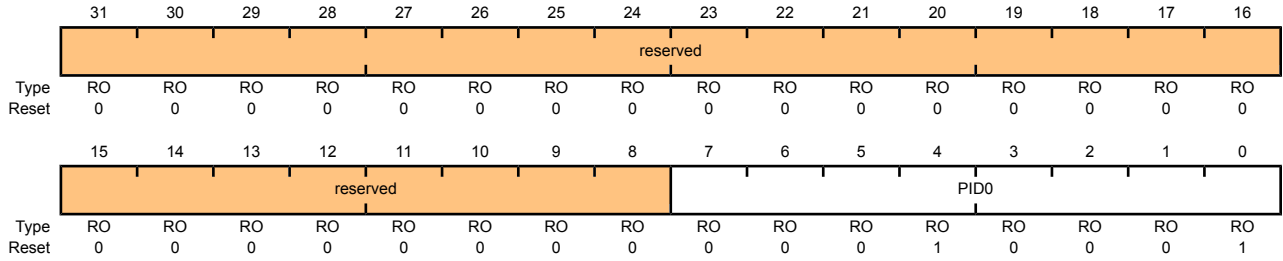 31 30 29 28 27 26 25 24 23 22 21 20 19 18 17 16
reserved
Type RO RO RO RO RO RO RO RO RO RO RO RO RO RO RO RO
Reset 0 0 0 0 0 0 0 0 0 0 0 0 0 0 0 0
15 14 13 12 11 10 9 8 7 6 5 4 3 2 1 0
reserved PID0
Type RO RO RO RO RO RO RO RO RO RO RO RO RO RO RO RO
Reset 0 0 0 0 0 0 0 0 0 0 0 1 0 0 0 1